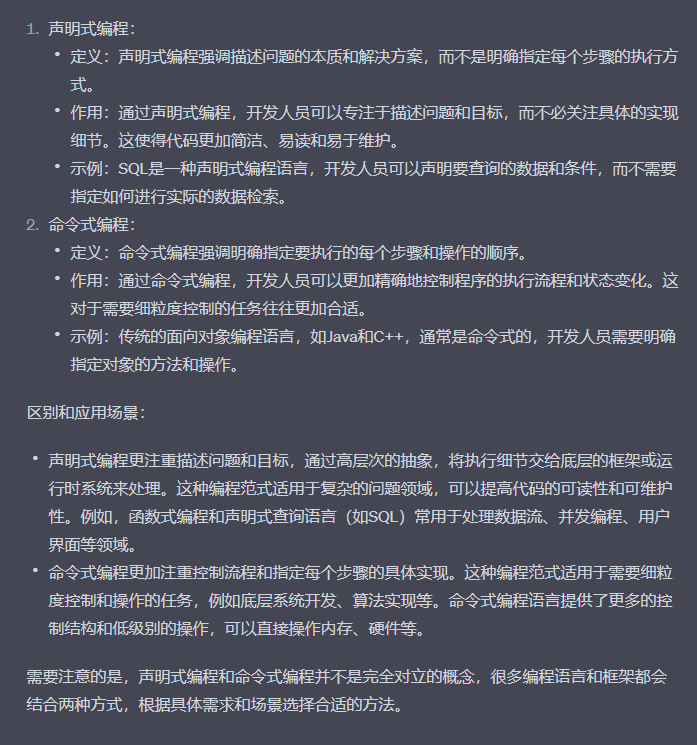 1. 声明式编程：
• 定义：声明式编程强调描述问题的本质和解决方案，而不是明确指定每个步骤的执行方
式。
• 作用：通过声明式编程，开发人员可以专注于描述问题和目标，而不必关注具体的实现
细节。这使得代码更加简洁、易读和易于维护。
• 示例：SQL是一种声明式编程语言，开发人员可以声明要查询的数据和条件，而不需要
指定如何进行实际的数据检索。
2. 命令式编程：
• 定义：命令式编程强调明确指定要执行的每个步骤和操作的顺序。
• 作用：通过命令式编程，开发人员可以更加精确地控制程序的执行流程和状态变化。这
对于需要细粒度控制的任务往往更加合适。
• 示例：传统的面向对象编程语言，如Java和C++，通常是命令式的，开发人员需要明确
指定对象的方法和操作。
区别和应用场景：
• 声明式编程更注重描述问题和目标，通过高层次的抽象，将执行细节交给底层的框架或运
行时系统来处理。这种编程范式适用于复杂的问题领域，可以提高代码的可读性和可维护
性。例如，函数式编程和声明式查询语言（如SQL）常用于处理数据流、并发编程、用户
界面等领域。
• 命令式编程更加注重控制流程和指定每个步骤的具体实现。这种编程范式适用于需要细粒
度控制和操作的任务，例如底层系统开发、算法实现等。命令式编程语言提供了更多的控
制结构和低级别的操作，可以直接操作内存、硬件等。
需要注意的是，声明式编程和命令式编程并不是完全对立的概念，很多编程语言和框架都会
结合两种方式，根据具体需求和场景选择合适的方法。